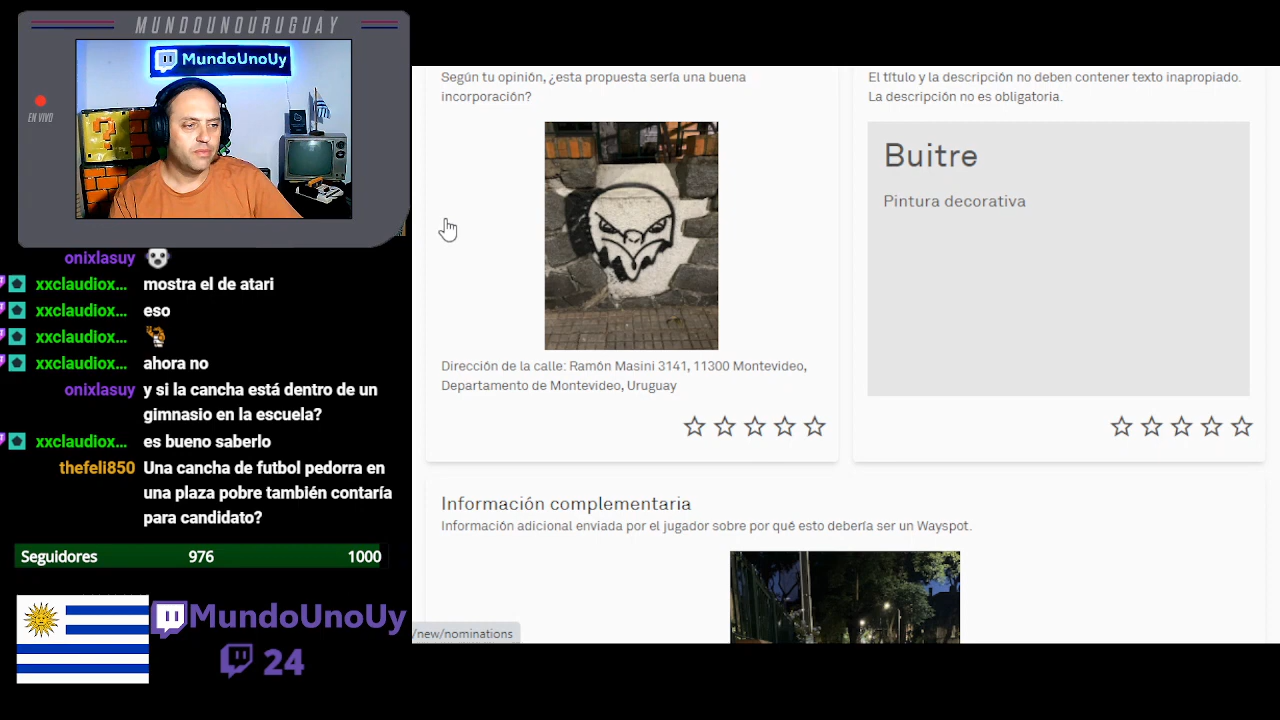 MUNDOUNOURUGUAY
MundoUnoUy
EN VIVO
onixlasuy
xxclaudiox... mostra el de atari
xxclaudiox... eso
xxclaudiox...
xxclaudiox... ahora no
onixlasuy y si la cancha está dentro de un
gimnasio en la escuela?
xxclaudiox... es bueno saberlo
thefeli850 Una cancha de futbol pedorra en
una plaza pobre también contaría
para candidato?
Seguidores 976 1000
MundoUnoUy
24
Según tu opinión, ¿esta propuesta sería una buena
incorporación?
Dirección de la calle: Ramón Masini 3141, 11300 Montevideo,
Departamento de Montevideo, Uruguay
El título y la descripción no deben contener texto inapropiado.
La descripción no es obligatoria.
Buitre
Pintura decorativa
Información complementaria
Información adicional enviada por el jugador sobre por qué esto debería ser un Wayspot.
/new/nominations